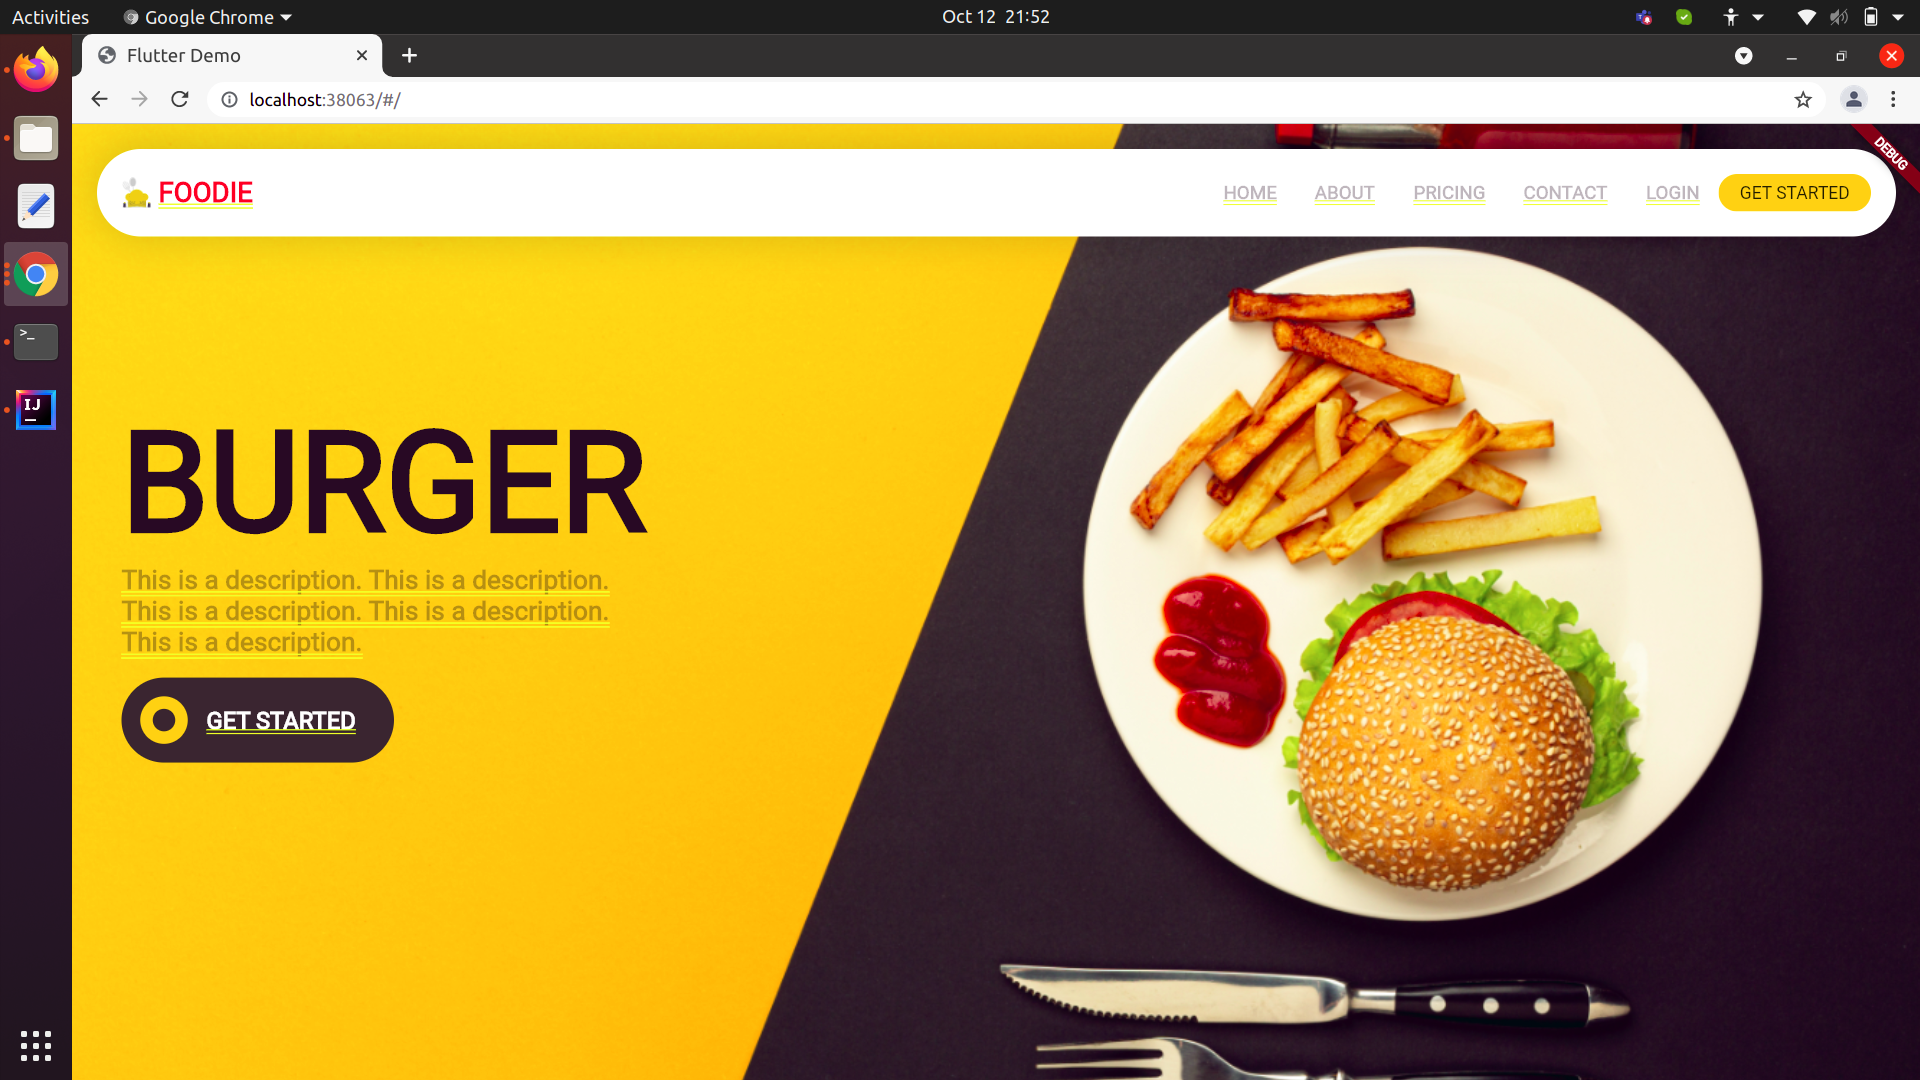 Activities
Google Chrome
Oct 12 21:52
Flutter Demo
localhost:38063/#/
DEBUG
FOODIE
HOME
ABOUT
PRICING
CONTACT
LOGIN
GET STARTED
IJ
BURGER
This is a description. This is a description.
This is a description. This is a description.
This is a description.
GET STARTED